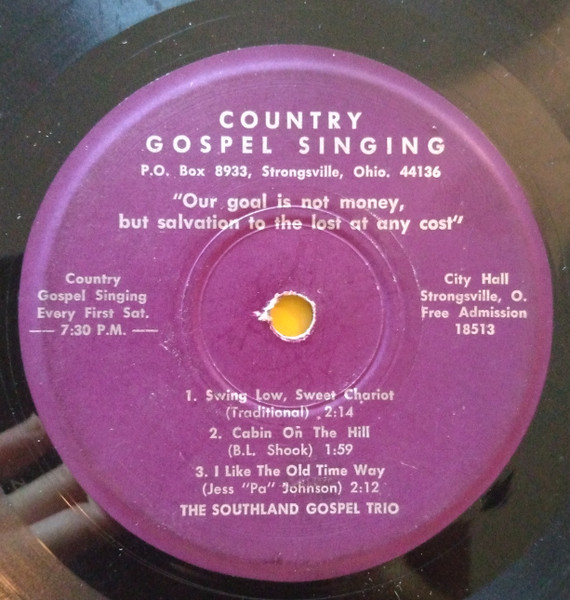 COUNTRY
GOSPEL SINGING
P.O. Box 8933, Strongsville, Ohio. 44136
"Our goal is not money,
but salvation to the lost at any cost"
Country
Gospel Singing
Every First Sat.
— 7:30 P.M. —
City Hall
Strongsville, O.
Free Admission
18513
1. Swing Low, Sweet Chariot
(Traditional) 2:14
2. Cabin On The Hill
(B.L. Shook) 1:59
3. I Like The Old Time Way
(Jess "Pa" Johnson) 2:12
THE SOUTHLAND GOSPEL TRIO